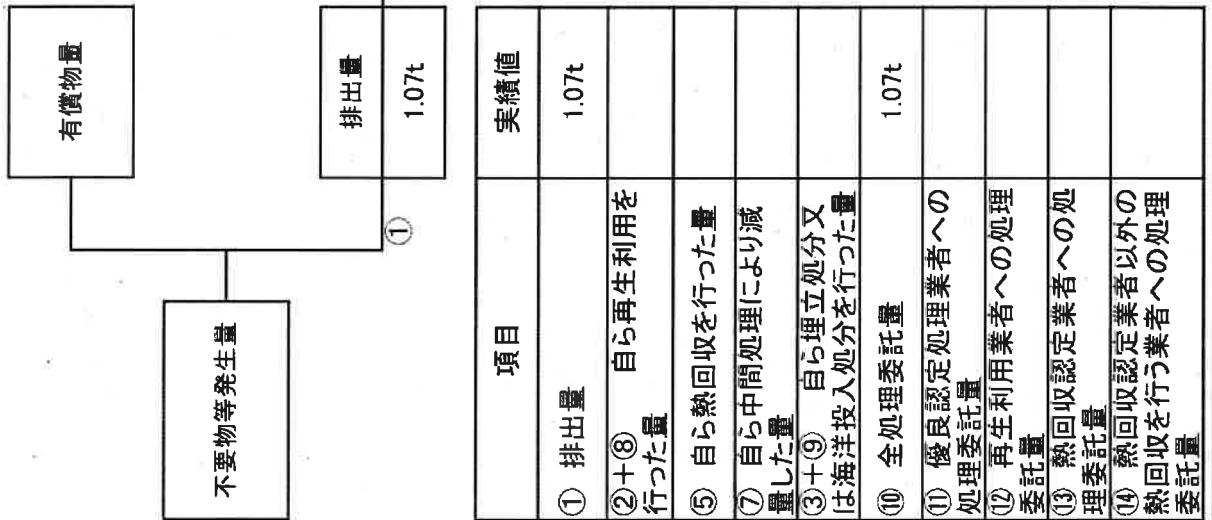 不要物等発生量
有償物量
①
排出量
1.07t
項目
実績値
① 排出量
1.07t
②+⑧ 自ら再生利用を
行った量
⑤ 自ら熱回収を行った量
⑦ 自ら中間処理により減
量した量
③+⑨ 自ら埋立処分又
は海洋投入処分を行った量
⑩ 全処理委託量
1.07t
⑪ 優良認定処理業者への
処理委託量
⑫ 再生利用業者への処理
委託量
⑬ 熱回収認定業者への処
理委託量
⑭ 熱回収認定業者以外の
熱回収を行う業者への処理
委託量